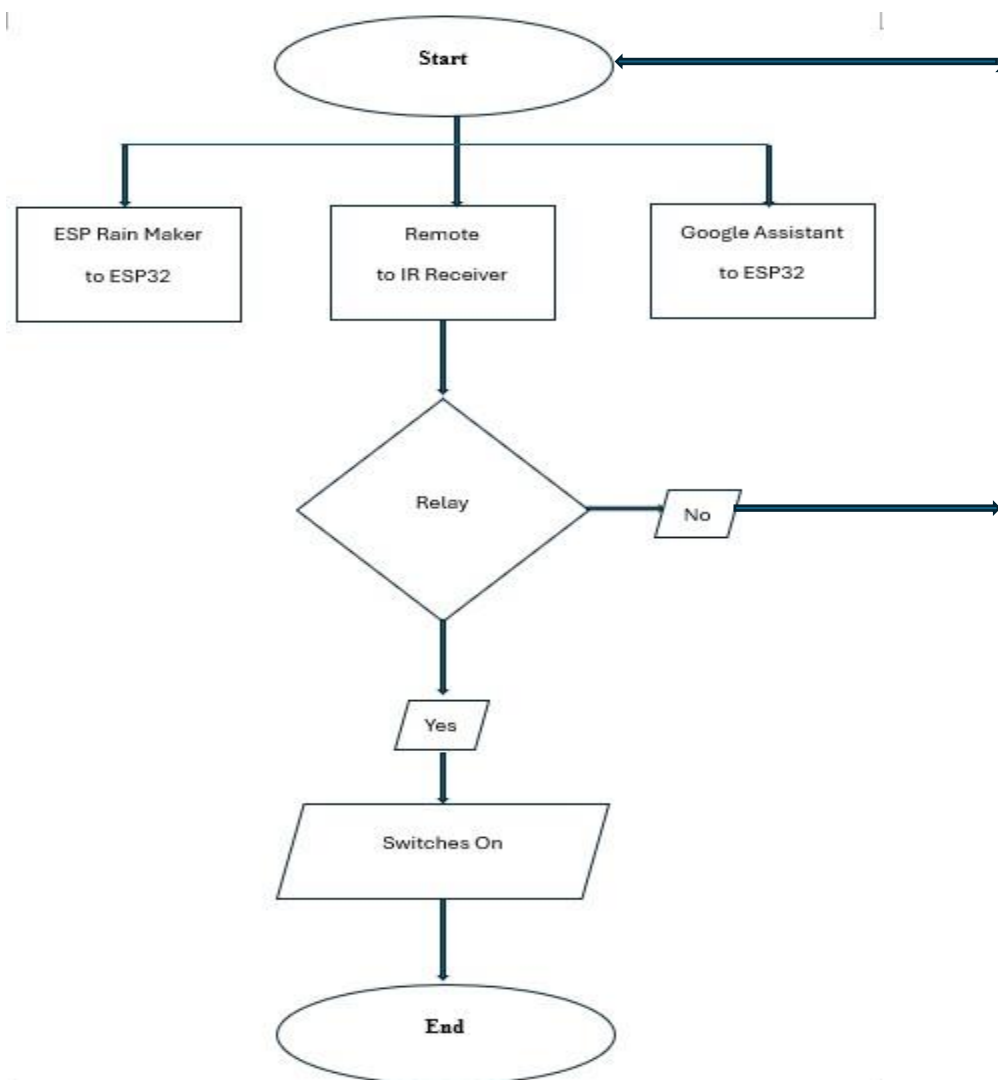 Start
ESP Rain Maker
to ESP32
Remote
to IR Receiver
Google Assistant
to ESP32
Relay
No
Yes
Switches On
End